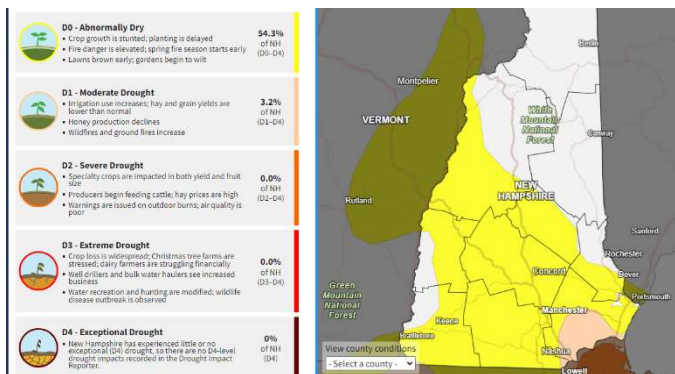 D0 - Abnormally Dry
• Crop growth is stunted; planting is delayed
• Fire danger is elevated; spring fire season starts early
• Lawns brown early; gardens begin to wilt
54.3%
of NH
(D0–D4)
D1 - Moderate Drought
• Irrigation use increases; hay and grain yields are
lower than normal
• Honey production declines
• Wildfires and ground fires increase
3.2%
of NH
(D1–D4)
D2 - Severe Drought
• Specialty crops are impacted in both yield and fruit
size
• Producers begin feeding cattle; hay prices are high
• Warnings are issued on outdoor burns; air quality is
poor
0.0%
of NH
(D2–D4)
D3 - Extreme Drought
• Crop loss is widespread; Christmas tree farms are
stressed; dairy farmers are struggling financially
• Well drillers and bulk water haulers see increased
business
• Water recreation and hunting are modified; wildlife
disease outbreak is observed
0.0%
of NH
(D3–D4)
D4 - Exceptional Drought
• New Hampshire has experienced little or no
exceptional (D4) drought, so there are no D4-level
drought impacts recorded in the Drought Impact
Reporter.
0%
of NH
(D4)
Berlin
Montpelier
VERMONT
White
Mountain
National
Forest
Conway
NEW
HAMPSHIRE
Rutland
Sanford
Rochester
Concord
Dover
Green
Mountain
National
Forest
Portsmouth
Manchester
Keene
Brattleboro
Nashua
Lowell
View county conditions
- Select a county -